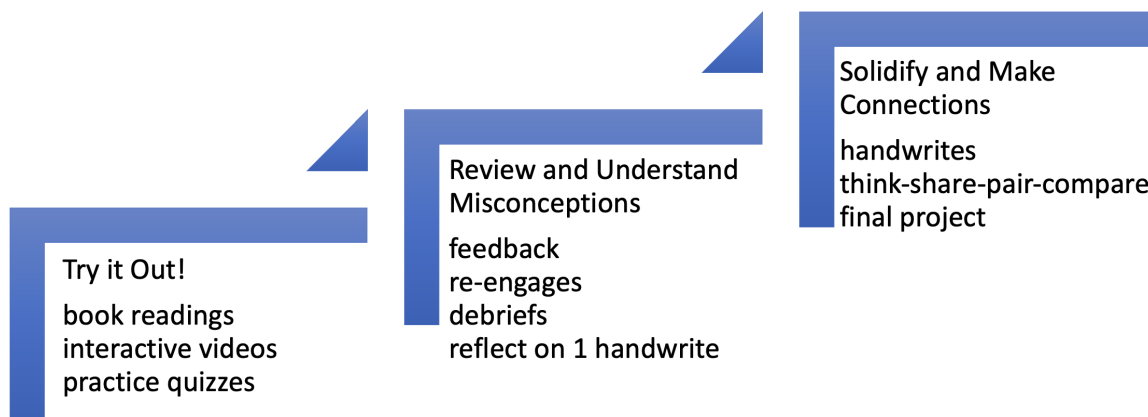 Try it Out!
book readings
interactive videos
practice quizzes
Review and Understand
Misconceptions
feedback
re-engages
debriefs
reflect on 1 handwrite
Solidify and Make
Connections
handwrites
think-share-pair-compare
final project